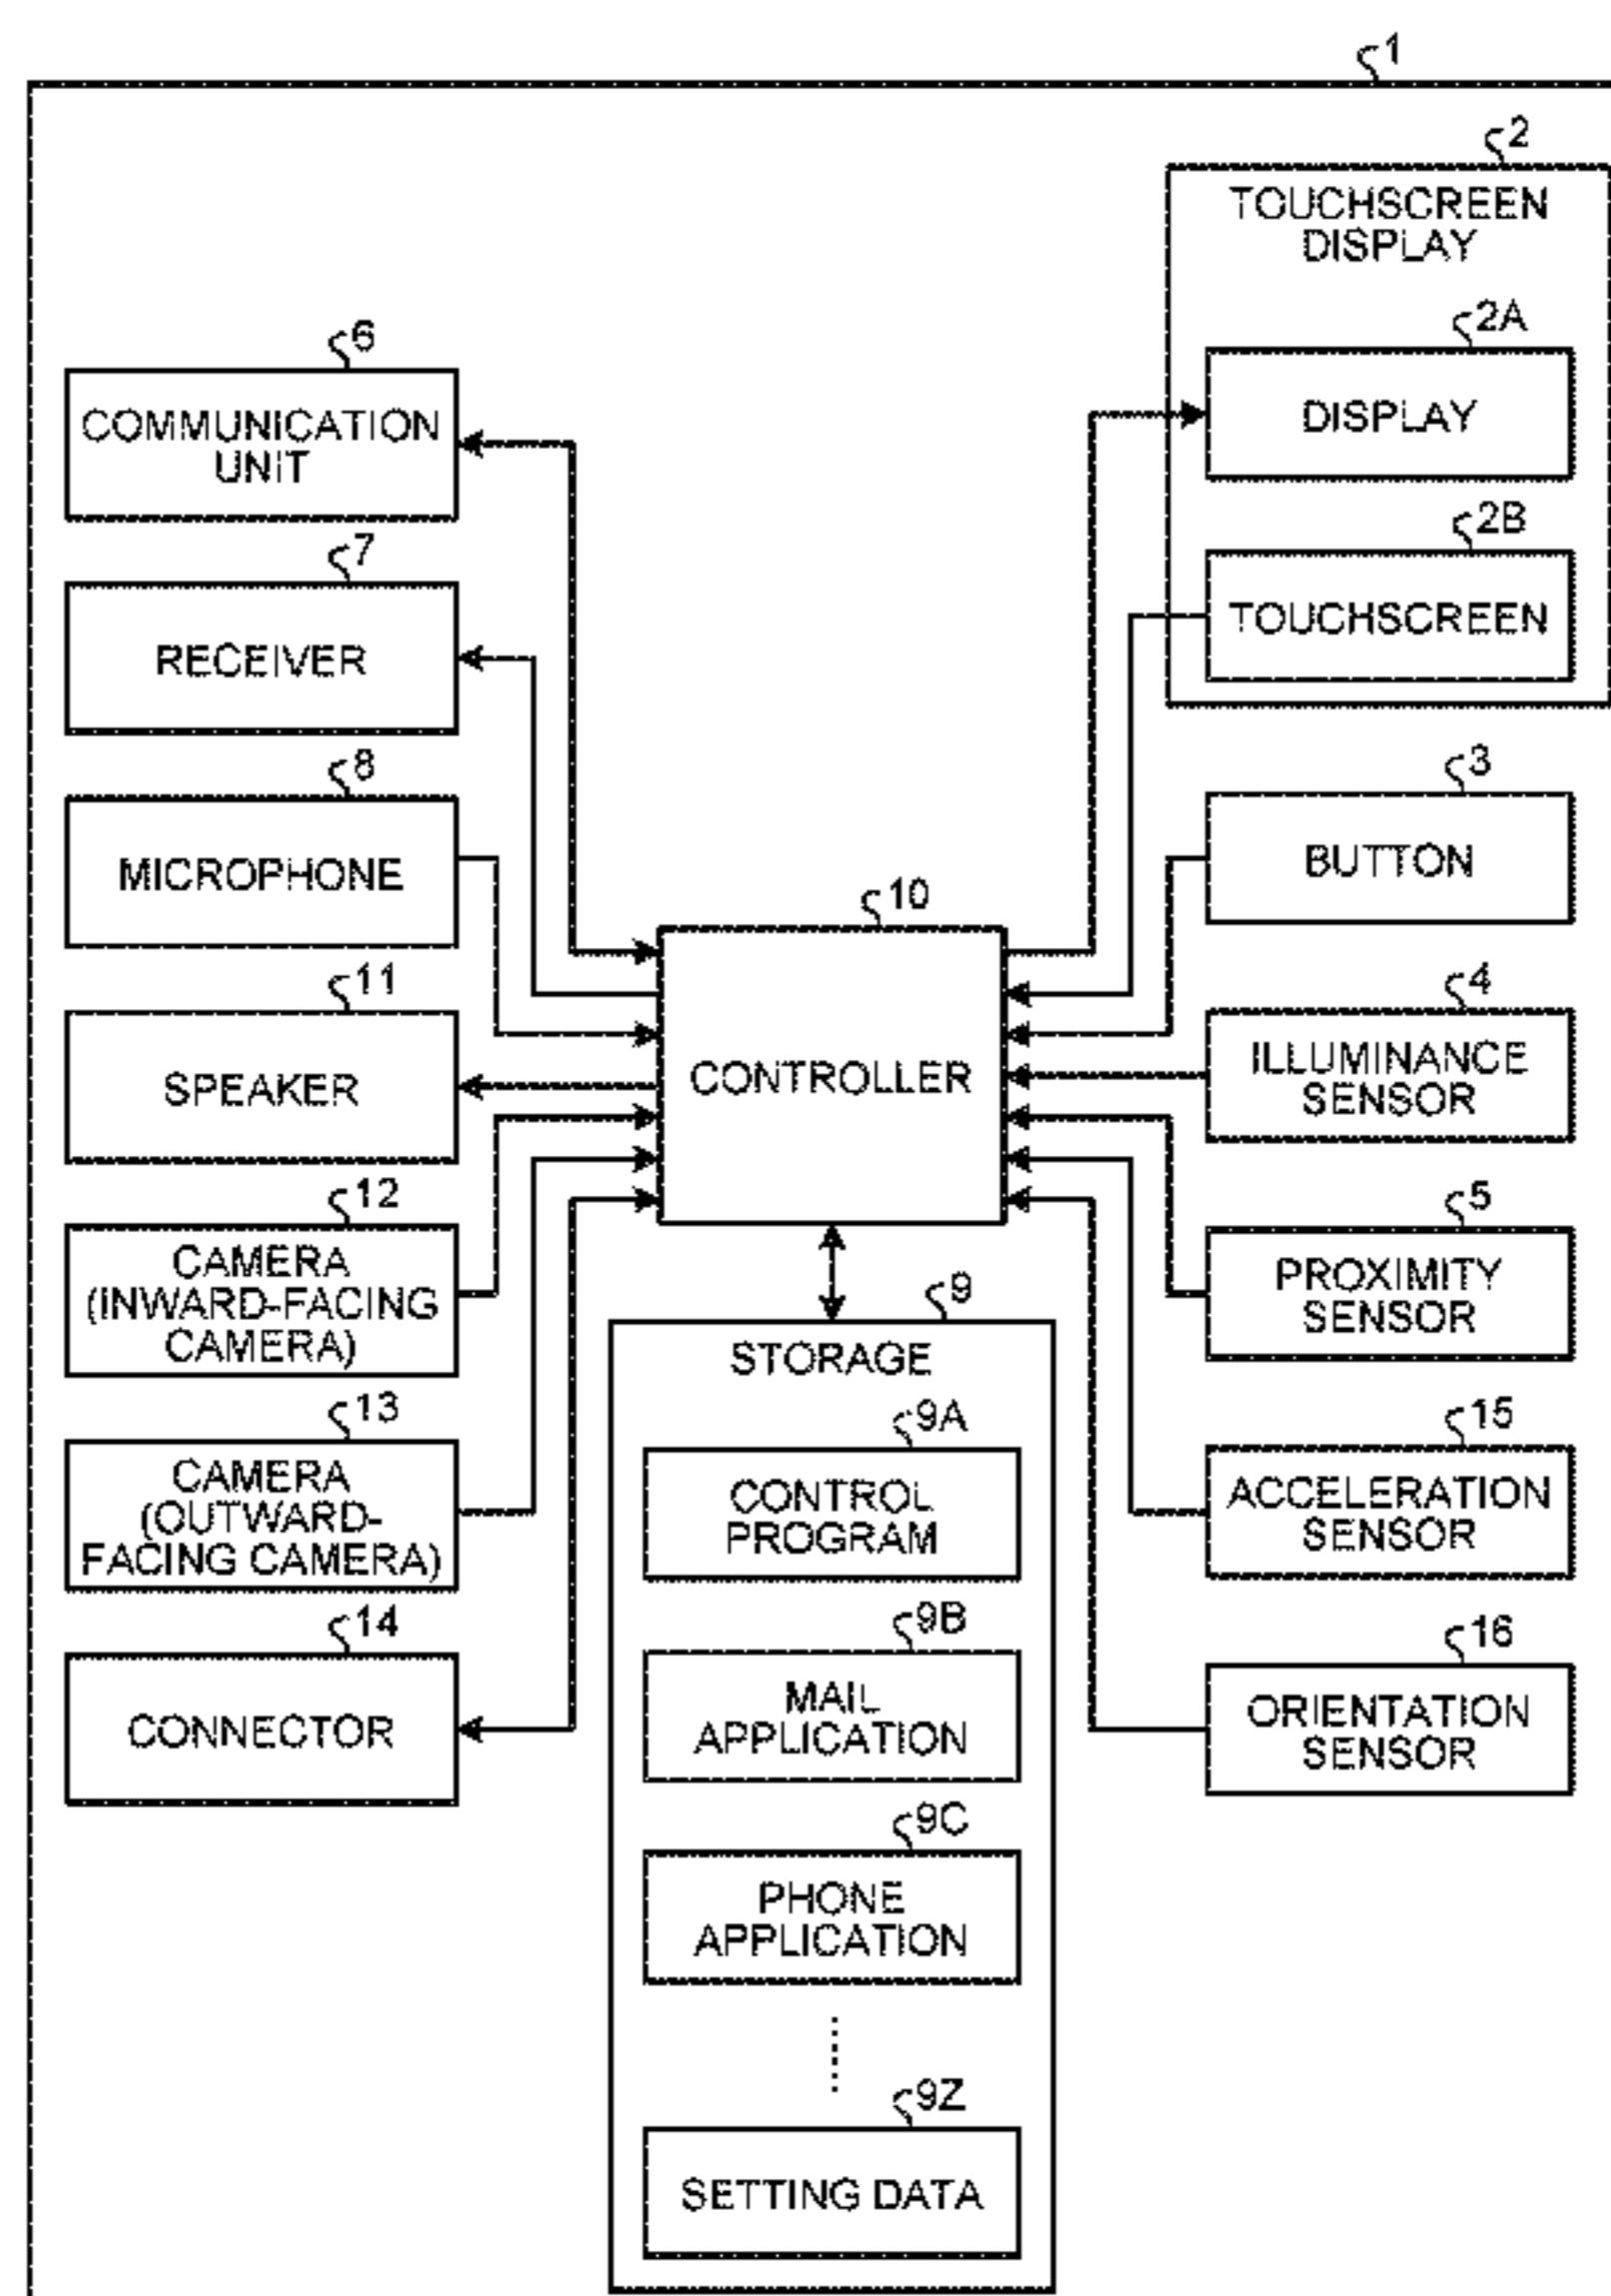 1
2
TOUCHSCREEN
DISPLAY
2A
DISPLAY
2B
TOUCHSCREEN
6
COMMUNICATION
UNIT
7
RECEIVER
8
MICROPHONE
11
SPEAKER
12
CAMERA
(INWARD-FACING
CAMERA)
13
CAMERA
(OUTWARD-
FACING CAMERA)
14
CONNECTOR
10
CONTROLLER
9
STORAGE
9A
CONTROL
PROGRAM
9B
MAIL
APPLICATION
9C
PHONE
APPLICATION
9Z
SETTING DATA
3
BUTTON
4
ILLUMINANCE
SENSOR
5
PROXIMITY
SENSOR
15
ACCELERATION
SENSOR
16
ORIENTATION
SENSOR